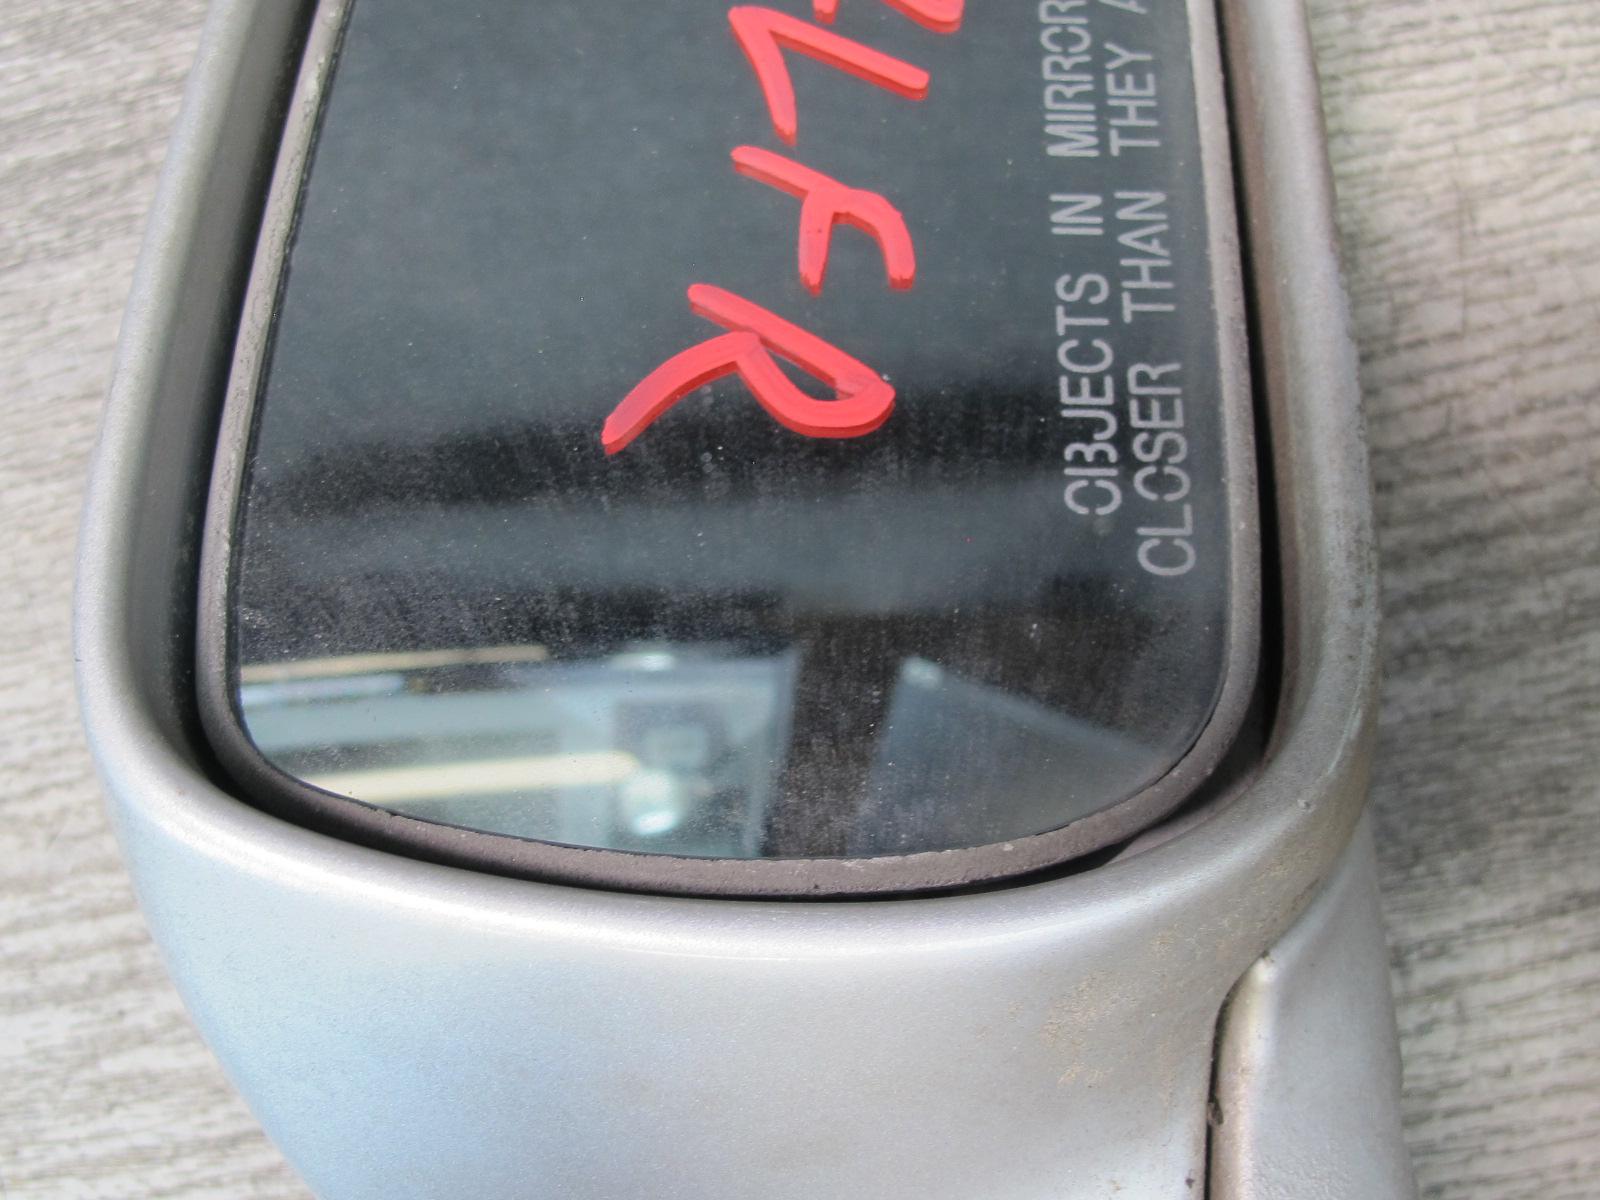 LFR
OBJECTS IN MIRROR
CLOSER THAN THEY